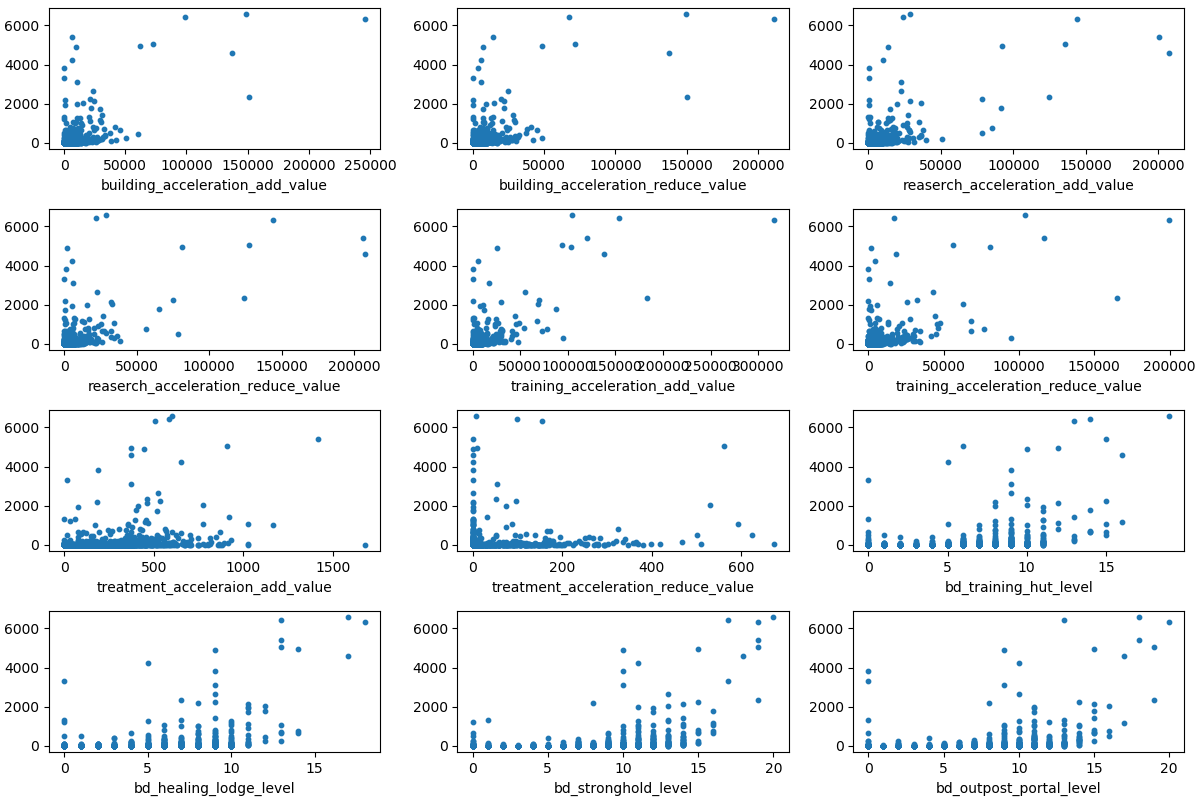 6000 6000 6000
4000 4000 4000
2000 2000 2000
0 0 0
0 50000 100000 150000 200000 250000 0 50000 100000 150000 200000 0 50000 100000 150000 200000
building_acceleration_add_value building_acceleration_reduce_value reaserch_acceleration_add_value
6000 6000 6000
4000 4000 4000
2000 2000 2000
0 0 0
0 50000 100000 150000 200000 0 50000 100000 150000 200000 250000 300000 0 50000 100000 150000 200000
reaserch_acceleration_reduce_value training_acceleration_add_value training_acceleration_reduce_value
6000 6000 6000
4000 4000 4000
2000 2000 2000
0 0 0
0 500 1000 1500 0 200 400 600 0 5 10 15
treatment_acceleraion_add_value treatment_acceleration_reduce_value bd_training_hut_level
6000 6000 6000
4000 4000 4000
2000 2000 2000
0 0 0
0 5 10 15 0 5 10 15 20 0 5 10 15 20
bd_healing_lodge_level bd_stronghold_level bd_outpost_portal_level